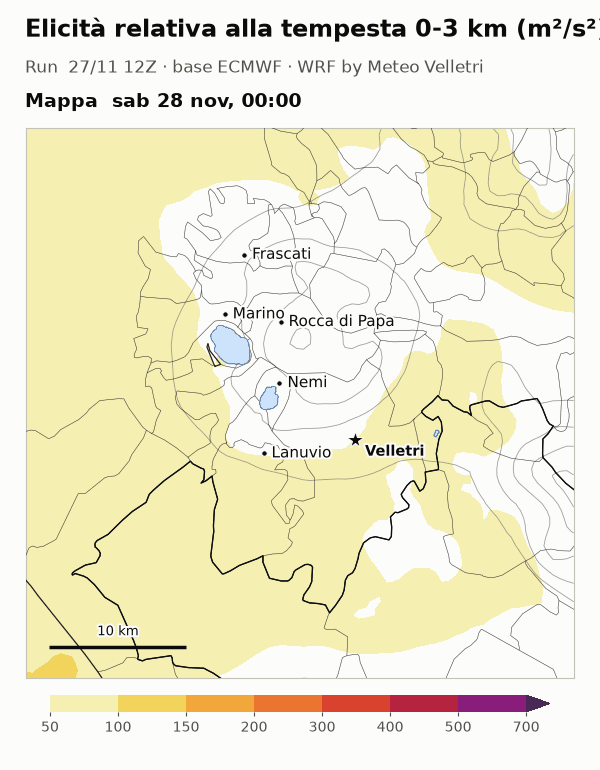 Elicità relativa alla tempesta 0-3 km (m²/s²)
Run 27/11 12Z · base ECMWF · WRF by Meteo Velletri
Mappa sab 28 nov, 00:00
Frascati
Marino
Rocca di Papa
Nemi
Velletri
Lanuvio
10 km
50 100 150 200 300 400 500 700